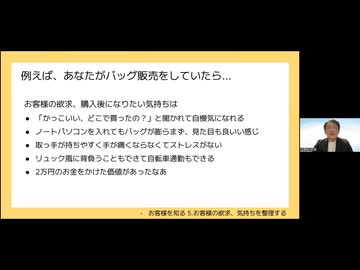 例えば、あなたがバッグ販売をしていたら...
お客様の欲求、購入後になりたい気持ちは
● 「かっこいい、どこで買ったの？」と聞かれて自慢気になれる
● ノートパソコンを入れてもバッグが膨らまず、見た目も良いい感じ
● 取っ手が持ちやすく手が痛くならなくてストレスがない
● リュック風に背負うこともできて自転車通勤もできる
● 2万円のお金をかけた価値があったなあ
- お客様を知る 5.お客様の欲求、気持ちを整理する